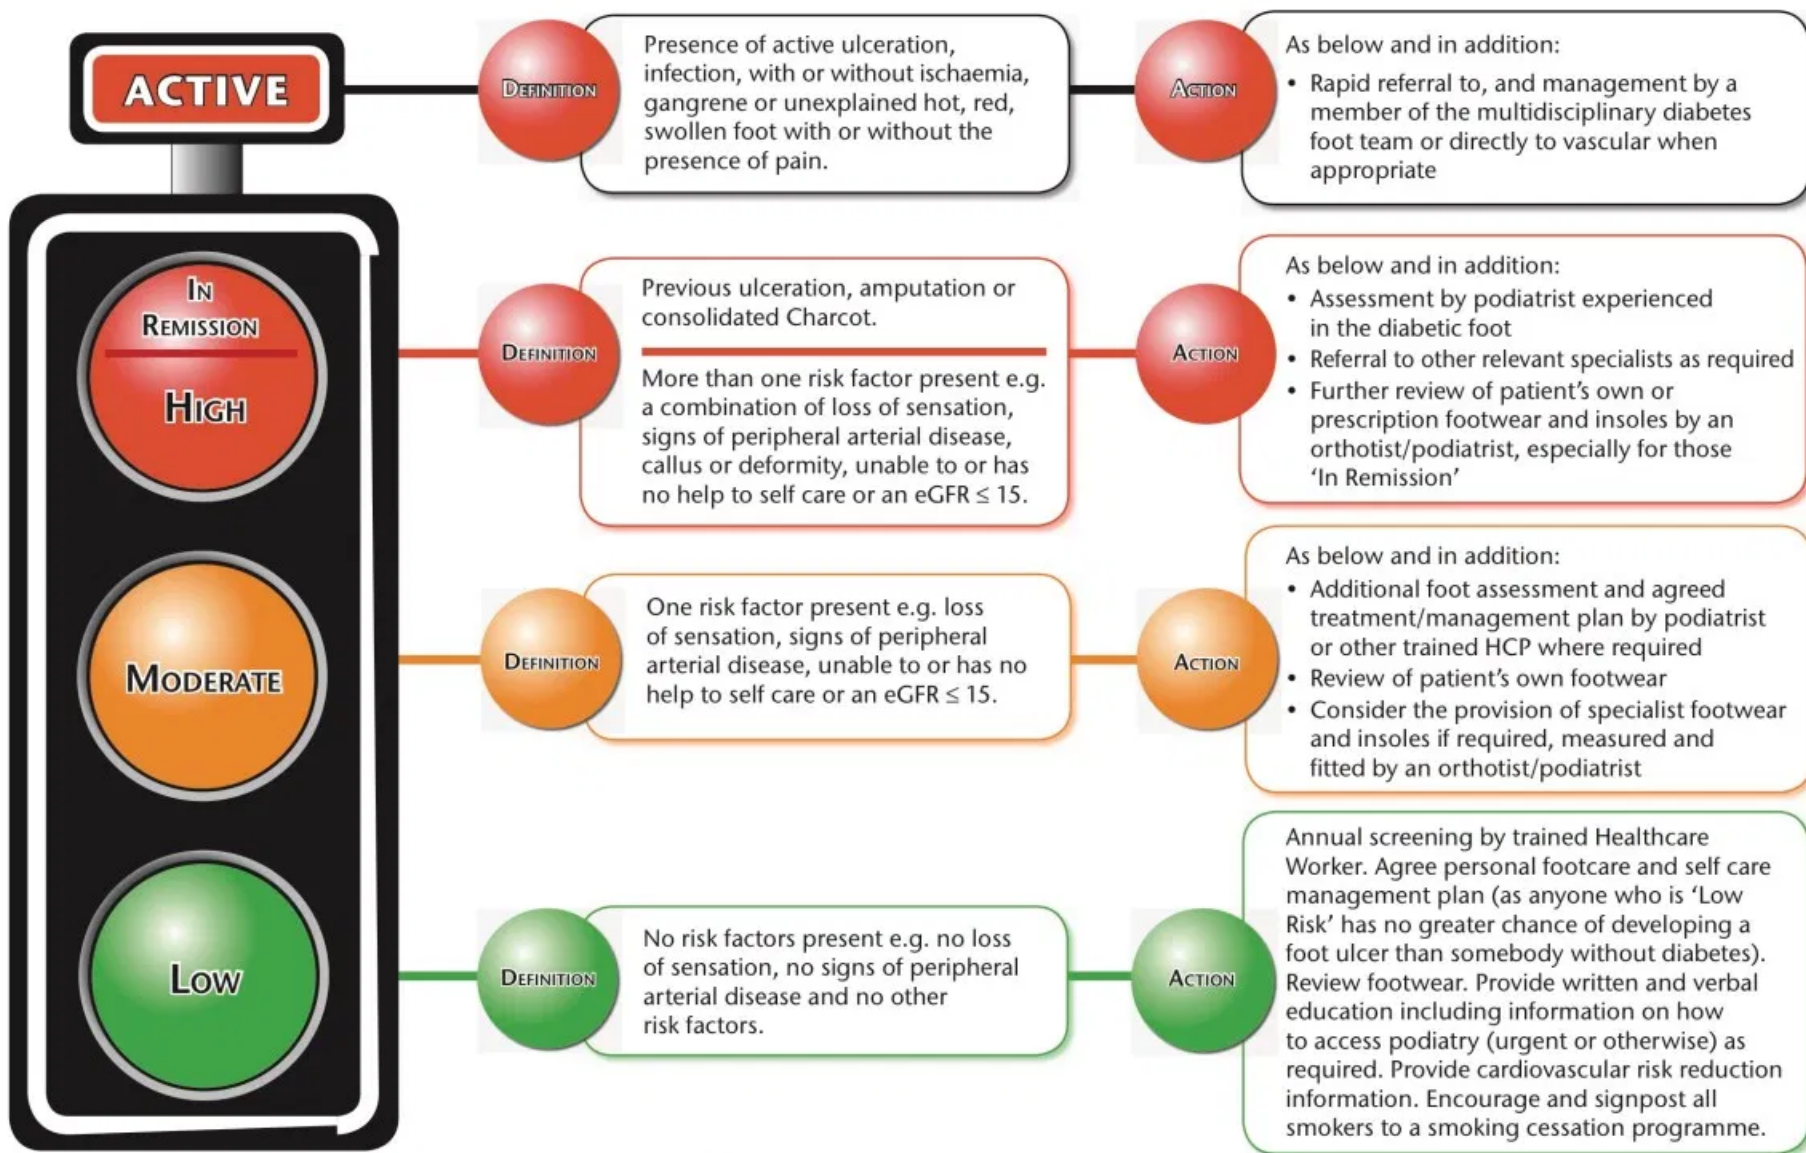 ACTIVE
DEFINITION
Presence of active ulceration,
infection, with or without ischaemia,
gangrene or unexplained hot, red,
swollen foot with or without the
presence of pain.
ACTION
As below and in addition:
• Rapid referral to, and management by a
member of the multidisciplinary diabetes
foot team or directly to vascular when
appropriate
IN
REMISSION
HIGH
DEFINITION
Previous ulceration, amputation or
consolidated Charcot.
More than one risk factor present e.g.
a combination of loss of sensation,
signs of peripheral arterial disease,
callus or deformity, unable to or has
no help to self care or an eGFR ≤ 15.
ACTION
As below and in addition:
• Assessment by podiatrist experienced
in the diabetic foot
• Referral to other relevant specialists as required
• Further review of patient’s own or
prescription footwear and insoles by an
orthotist/podiatrist, especially for those
‘In Remission’
MODERATE
DEFINITION
One risk factor present e.g. loss
of sensation, signs of peripheral
arterial disease, unable to or has no
help to self care or an eGFR ≤ 15.
ACTION
As below and in addition:
• Additional foot assessment and agreed
treatment/management plan by podiatrist
or other trained HCP where required
• Review of patient’s own footwear
• Consider the provision of specialist footwear
and insoles if required, measured and
fitted by an orthotist/podiatrist
LOW
DEFINITION
No risk factors present e.g. no loss
of sensation, no signs of peripheral
arterial disease and no other
risk factors.
ACTION
Annual screening by trained Healthcare
Worker. Agree personal footcare and self care
management plan (as anyone who is ‘Low
Risk’ has no greater chance of developing a
foot ulcer than somebody without diabetes).
Review footwear. Provide written and verbal
education including information on how
to access podiatry (urgent or otherwise) as
required. Provide cardiovascular risk reduction
information. Encourage and signpost all
smokers to a smoking cessation programme.